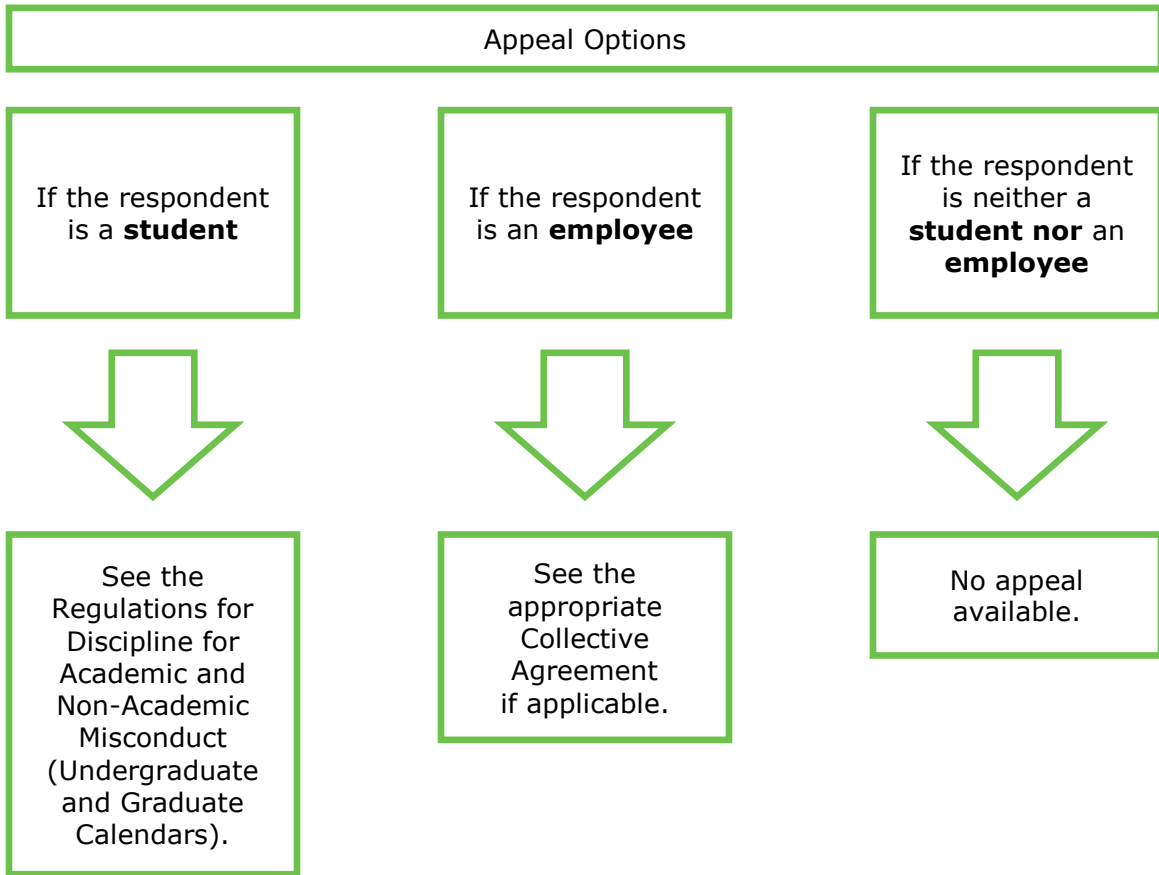 Appeal Options
If the respondent
is a student
If the respondent
is an employee
If the respondent
is neither a
student nor an
employee
See the
Regulations for
Discipline for
Academic and
Non-Academic
Misconduct
(Undergraduate
and Graduate
Calendars).
See the
appropriate
Collective
Agreement
if applicable.
No appeal
available.